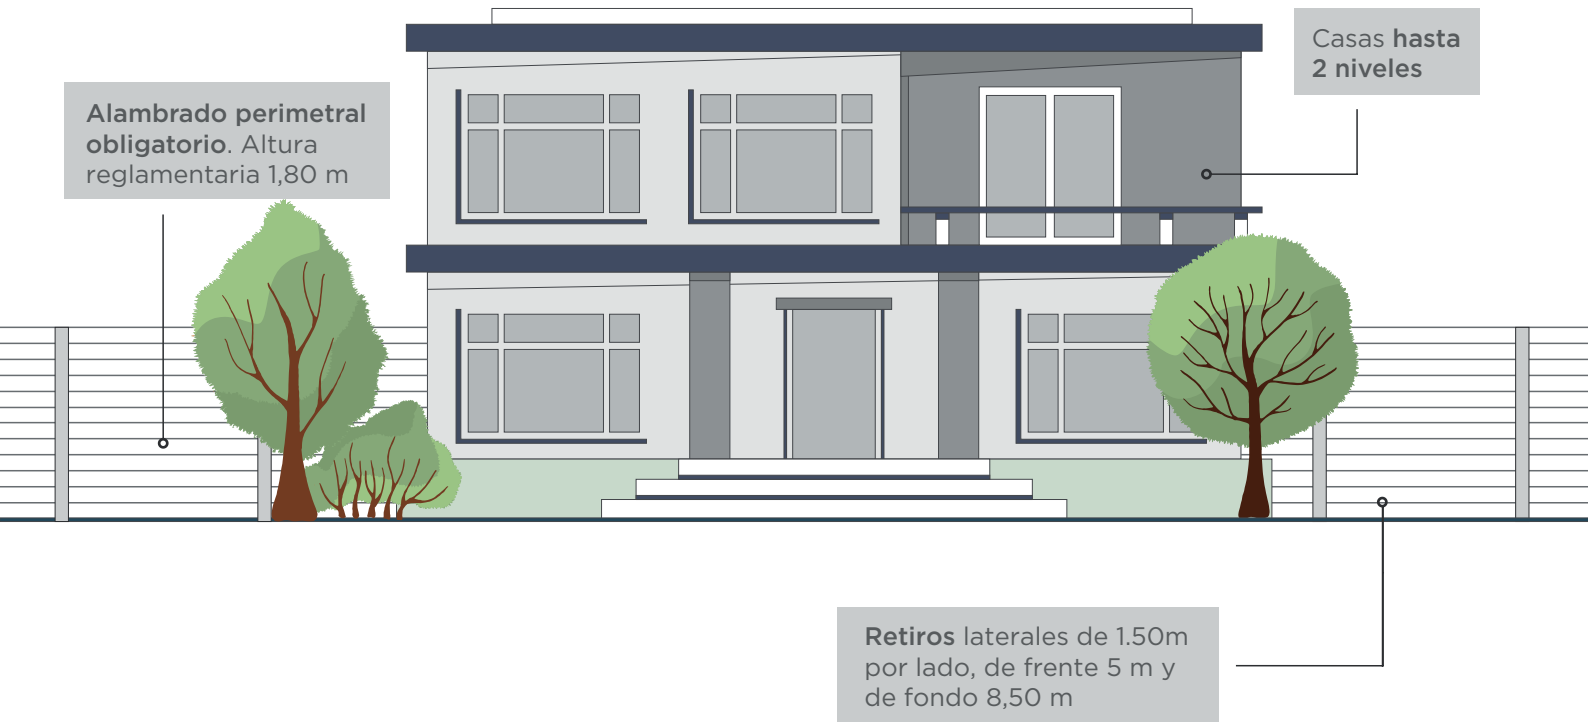 Casas hasta
2 niveles
Alambrado perimetral
obligatorio. Altura
reglamentaria 1,80 m
Retiros laterales de 1.50m
por lado, de frente 5 m y
de fondo 8,50 m